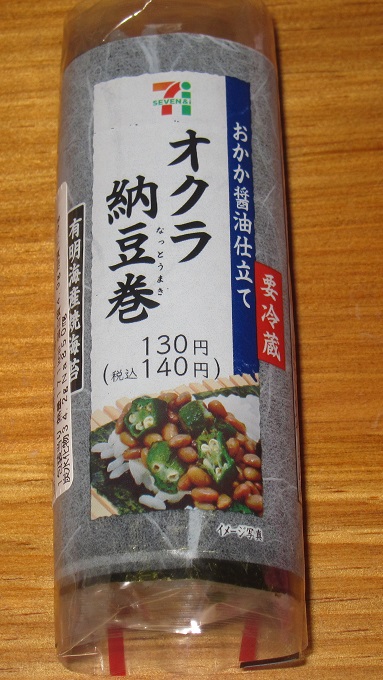 SEVEN&i
おかか醤油仕立て
オクラ
納豆巻
なっとうまき
要冷蔵
有明海産焼海苔
130円
(税込140円)
イメージ写真